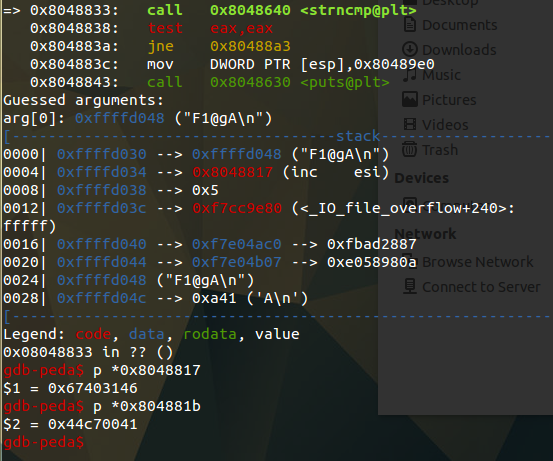 => 0x8048833:   call   0x8048640 <strncmp@plt>
   0x8048838:   test   eax,eax
   0x804883a:   jne    0x80488a3
   0x804883c:   mov    DWORD PTR [esp],0x80489e0
   0x8048843:   call   0x8048630 <puts@plt>
Guessed arguments:
arg[0]: 0xffffd048 ("F1@gA\n")
[------------------------------------stack-------------------------------------
0000| 0xffffd030 --> 0xffffd048 ("F1@gA\n")
0004| 0xffffd034 --> 0x8048817 (inc    esi)
0008| 0xffffd038 --> 0x5
0012| 0xffffd03c --> 0xf7cc9e80 (<_IO_file_overflow+240>:
fffff)
0016| 0xffffd040 --> 0xf7e04ac0 --> 0xfbad2887
0020| 0xffffd044 --> 0xf7e04b07 --> 0xe058980a
0024| 0xffffd048 ("F1@gA\n")
0028| 0xffffd04c --> 0xa41 ('A\n')
[------------------------------------------------------------------------------
Legend: code, data, rodata, value
0x08048833 in ?? ()
gdb-peda$ p *0x8048817
$1 = 0x67403146
gdb-peda$ p *0x804881b
$2 = 0x44c70041
gdb-peda$
Desktop
Documents
Downloads
Music
Pictures
Videos
Trash
Devices
Network
Browse Network
Connect to Server